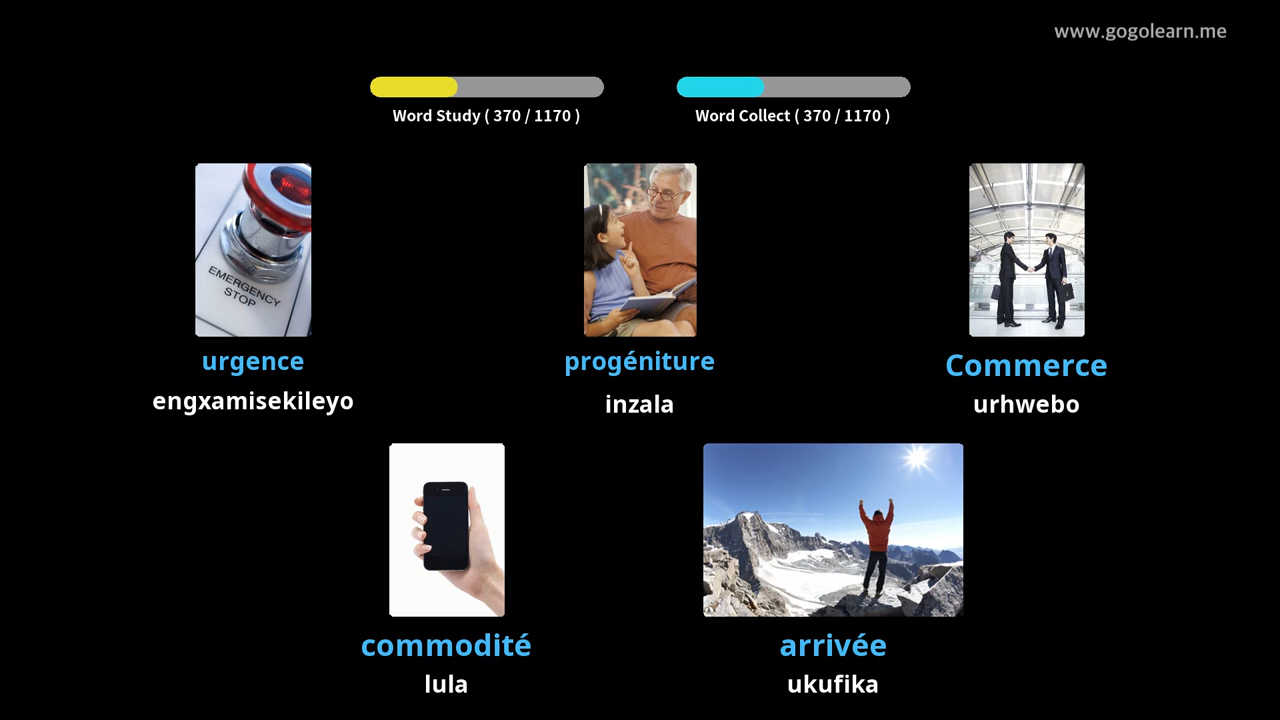 www.gogolearn.me
Word Study ( 370 / 1170 )
Word Collect ( 370 / 1170 )
EMERGENCY
STOP
urgence
engxamisekileyo
progéniture
inzala
Commerce
urhwebo
commodité
lula
arrivée
ukufika